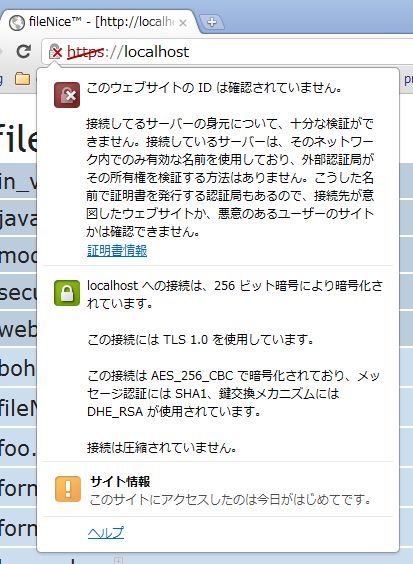 fileNice™ - [http://localh
https://localhost
このウェブサイトの ID は確認されていません。
接続してるサーバーの身元について、十分な検証がで
きません。接続しているサーバーは、そのネットワー
ク内でのみ有効な名前を使用しており、外部認証局が
その所有権を検証する方法はありません。こうした名
前で証明書を発行する認証局もあるので、接続先が意
図したウェブサイトか、悪意のあるユーザーのサイト
かは確認できません。
証明書情報
localhost への接続は、256 ビット暗号により暗号化さ
れています。
この接続には TLS 1.0 を使用しています。
この接続は AES_256_CBC で暗号化されており、メッ
セージ認証には SHA1、鍵交換メカニズムには
DHE_RSA が使用されています。
接続は圧縮されていません。
サイト情報
このサイトにアクセスしたのは今日がはじめてです。
ヘルプ
file
in_v
java
mod
secu
web
boh
fileN
foo.
form
form